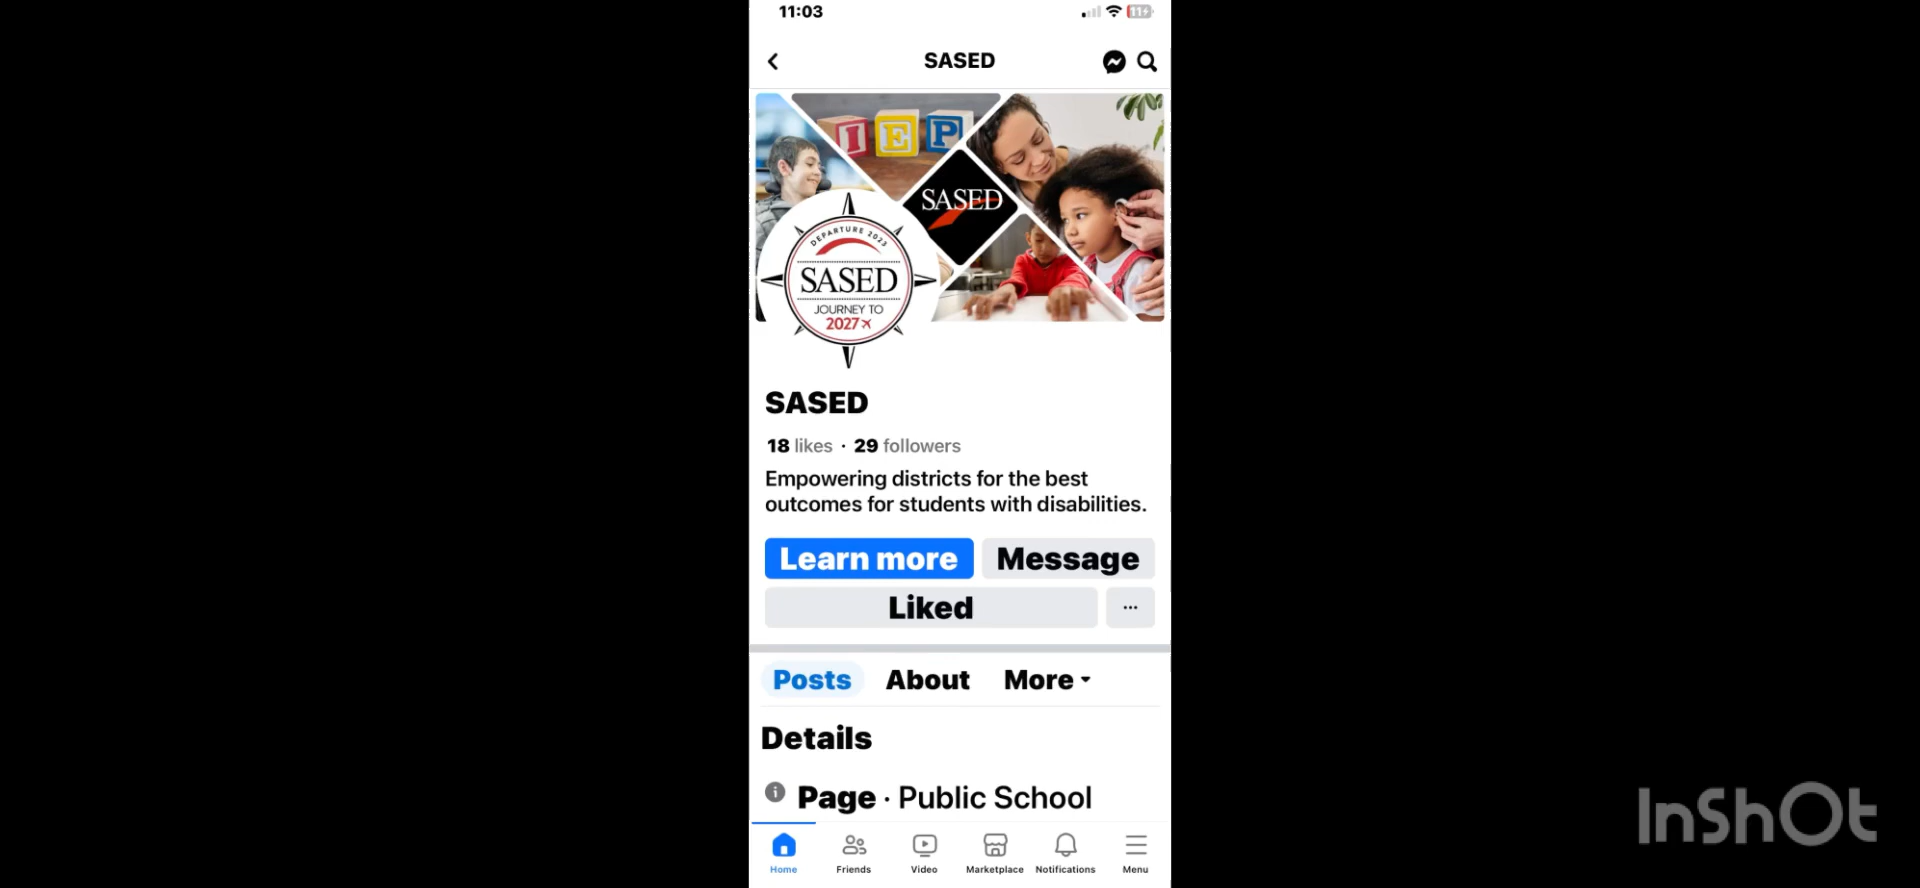 11:03
11
SASED
I E P
SASED
DEPARTURE 2023
SASED
JOURNEY TO
2027
SASED
18 likes · 29 followers
Empowering districts for the best
outcomes for students with disabilities.
Learn more
Message
Liked
...
Posts
About
More
Details
Page · Public School
Home
Friends
Video
Marketplace
Notifications
Menu
InShOt